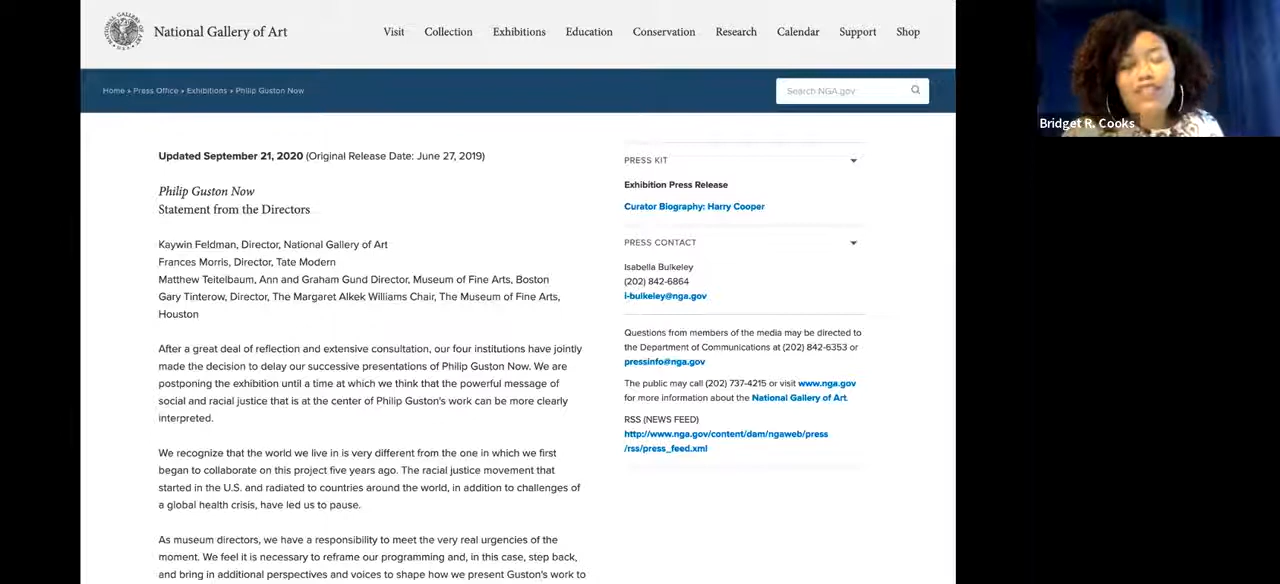 National Gallery of Art
Visit Collection Exhibitions Education Conservation Research Calendar Support Shop
Home » Press Office » Exhibitions » Philip Guston Now
Search NGA.gov
Bridget R. Cooks
Updated September 21, 2020 (Original Release Date: June 27, 2019)
Philip Guston Now
Statement from the Directors
Kaywin Feldman, Director, National Gallery of Art
Frances Morris, Director, Tate Modern
Matthew Teitelbaum, Ann and Graham Gund Director, Museum of Fine Arts, Boston
Gary Tinterow, Director, The Margaret Alkek Williams Chair, The Museum of Fine Arts,
Houston
After a great deal of reflection and extensive consultation, our four institutions have jointly
made the decision to delay our successive presentations of Philip Guston Now. We are
postponing the exhibition until a time at which we think that the powerful message of
social and racial justice that is at the center of Philip Guston's work can be more clearly
interpreted.
We recognize that the world we live in is very different from the one in which we first
began to collaborate on this project five years ago. The racial justice movement that
started in the U.S. and radiated to countries around the world, in addition to challenges of
a global health crisis, have led us to pause.
As museum directors, we have a responsibility to meet the very real urgencies of the
moment. We feel it is necessary to reframe our programming and, in this case, step back,
and bring in additional perspectives and voices to shape how we present Guston's work to
PRESS KIT
Exhibition Press Release
Curator Biography: Harry Cooper
PRESS CONTACT
Isabella Bulkeley
(202) 842-6864
i-bulkeley@nga.gov
Questions from members of the media may be directed to
the Department of Communications at (202) 842-6353 or
pressinfo@nga.gov
The public may call (202) 737-4215 or visit www.nga.gov
for more information about the National Gallery of Art.
RSS (NEWS FEED)
http://www.nga.gov/content/dam/ngaweb/press
/rss/press_feed.xml